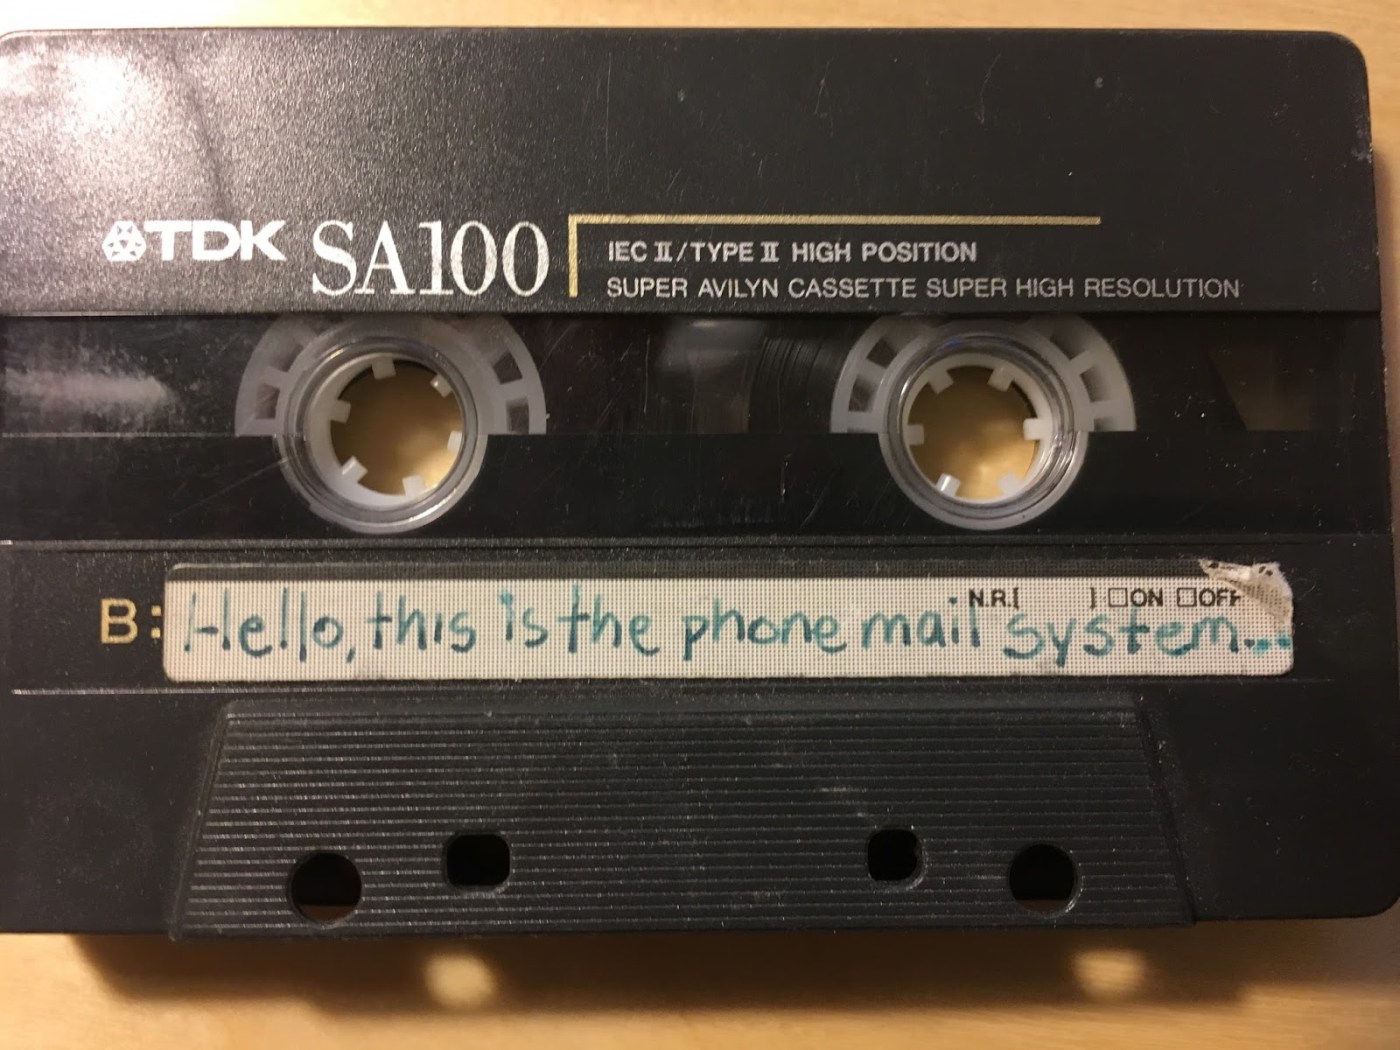 TDK SA100
IEC II/TYPE II HIGH POSITION
SUPER AVILYN CASSETTE SUPER HIGH RESOLUTION
B:
N.R.[ ] □ON □OFF
Hello, this is the phone mail system...